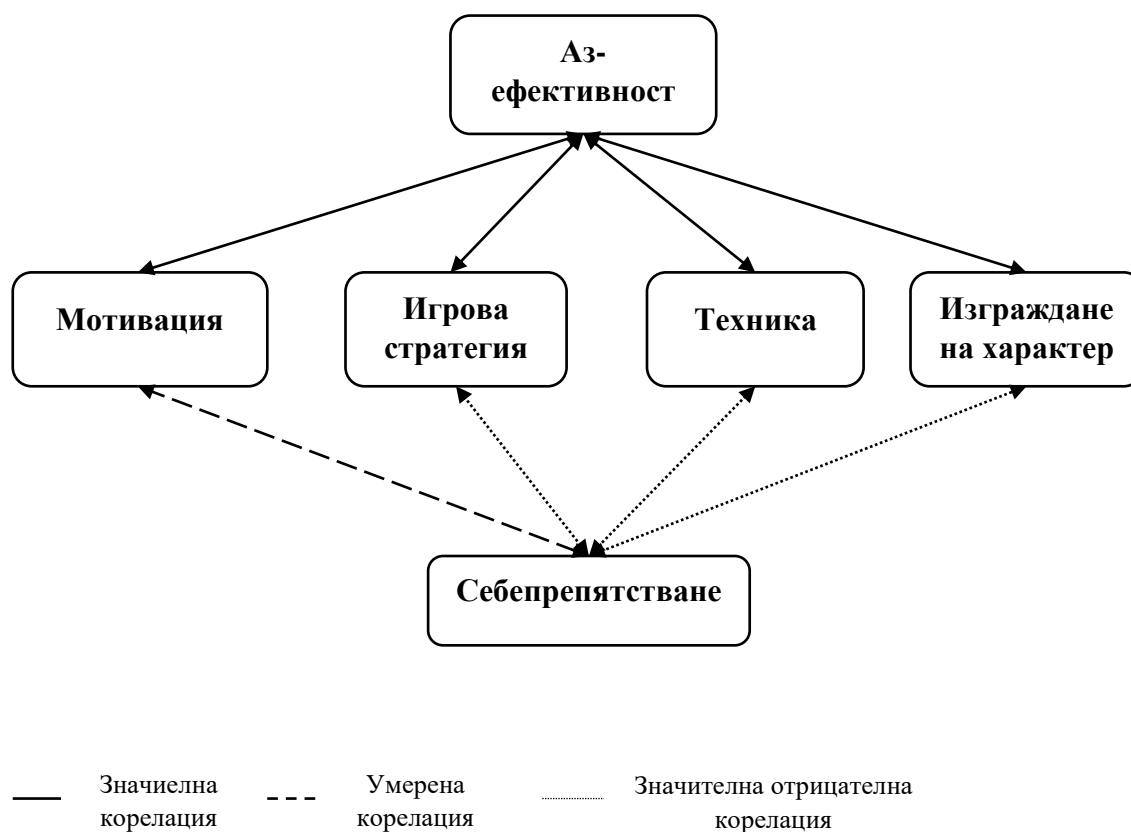 Аз-
ефективност
Мотивация
Игрова
стратегия
Техника
Изграждане
на характер
Себепрепятстване
Значиелна
корелация
Умерена
корелация
Значителна отрицателна
корелация